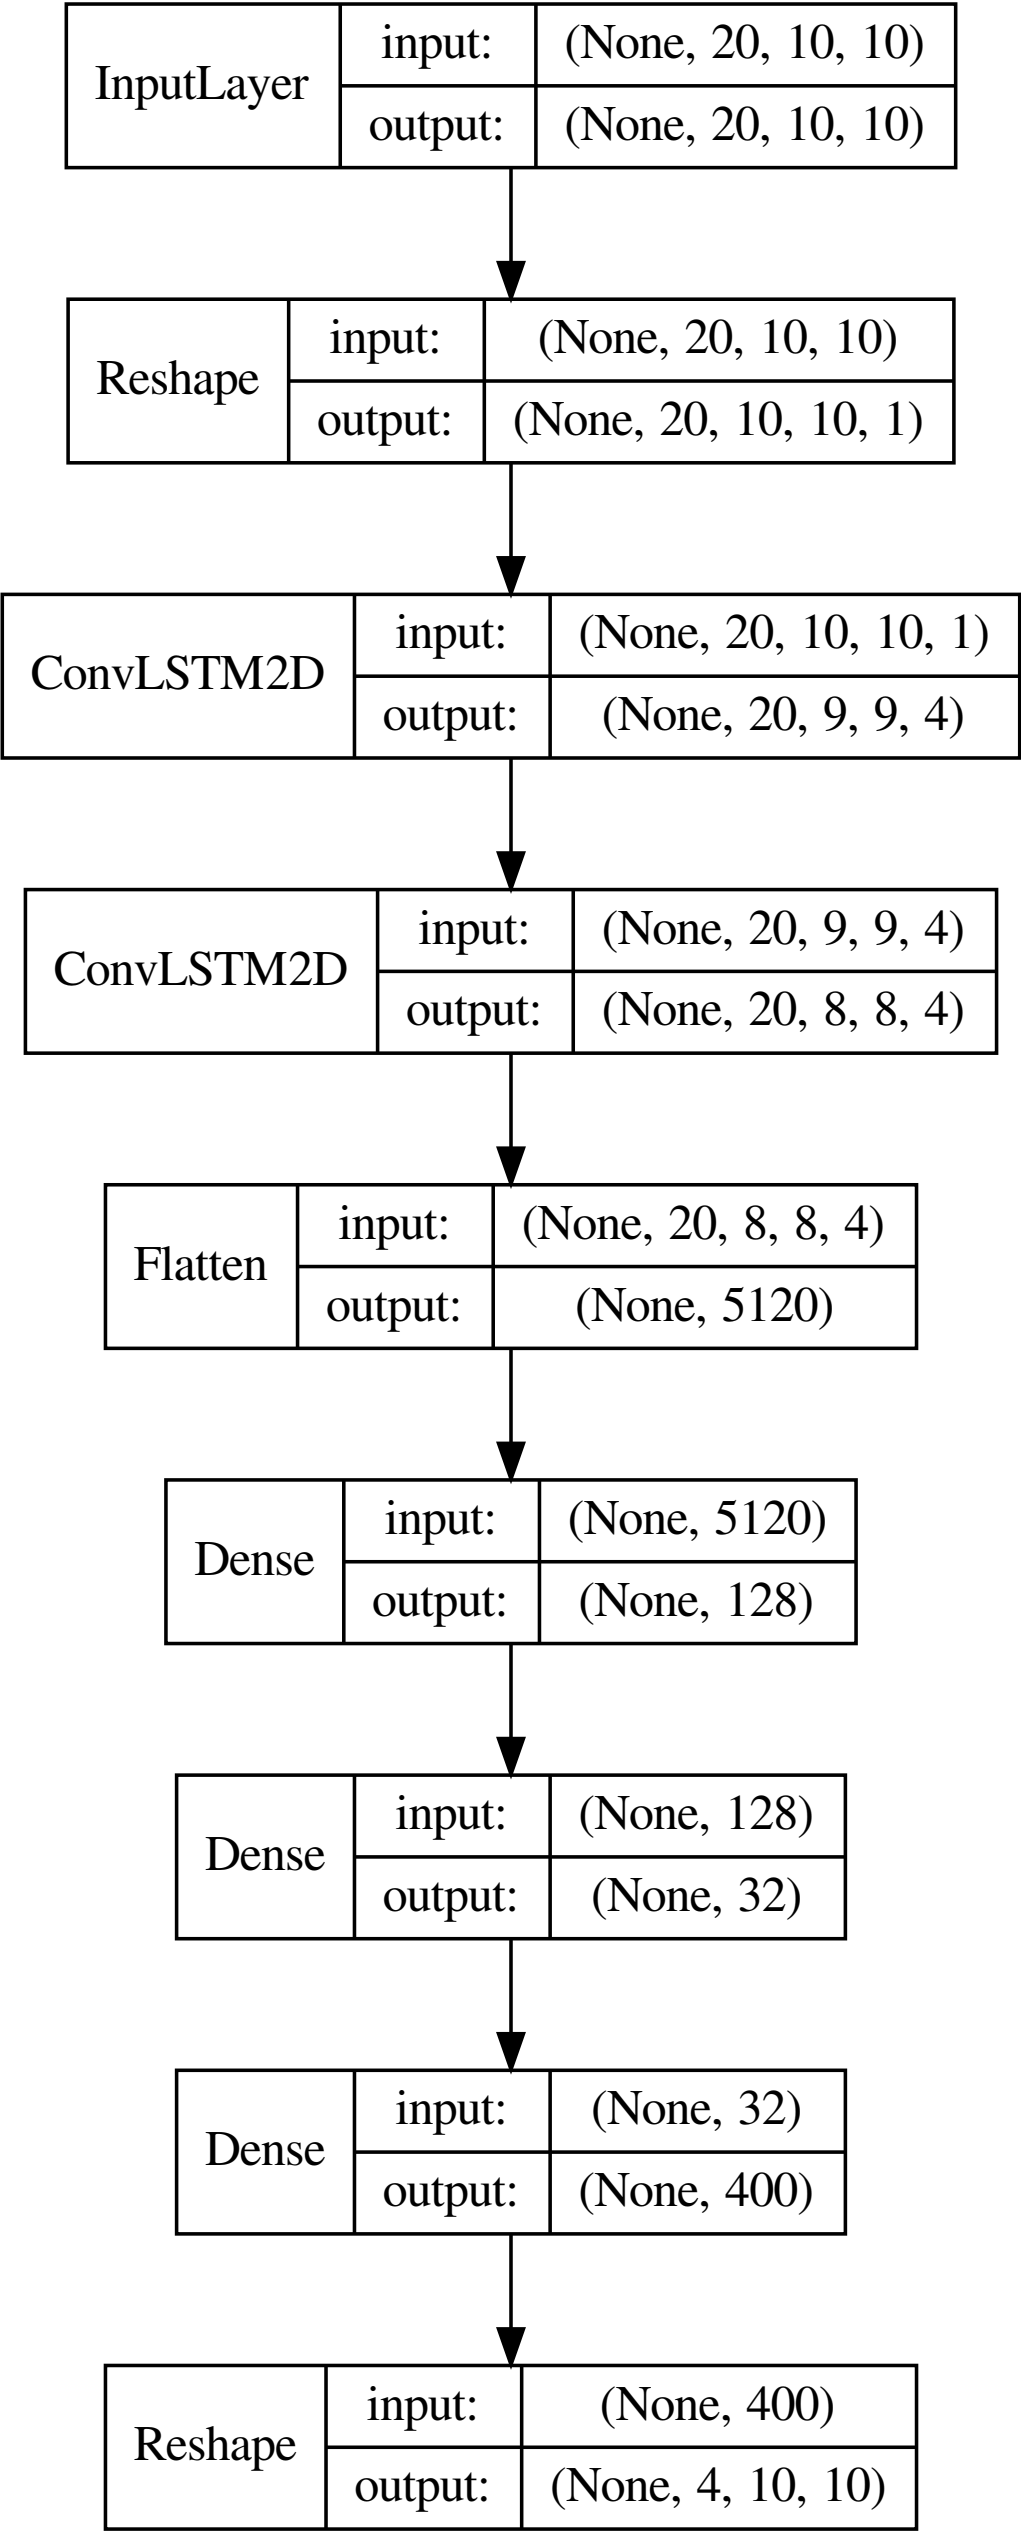 InputLayer
input:
(None, 20, 10, 10)
output:
(None, 20, 10, 10)
Reshape
input:
(None, 20, 10, 10)
output:
(None, 20, 10, 10, 1)
ConvLSTM2D
input:
(None, 20, 10, 10, 1)
output:
(None, 20, 9, 9, 4)
ConvLSTM2D
input:
(None, 20, 9, 9, 4)
output:
(None, 20, 8, 8, 4)
Flatten
input:
(None, 20, 8, 8, 4)
output:
(None, 5120)
Dense
input:
(None, 5120)
output:
(None, 128)
Dense
input:
(None, 128)
output:
(None, 32)
Dense
input:
(None, 32)
output:
(None, 400)
Reshape
input:
(None, 400)
output:
(None, 4, 10, 10)